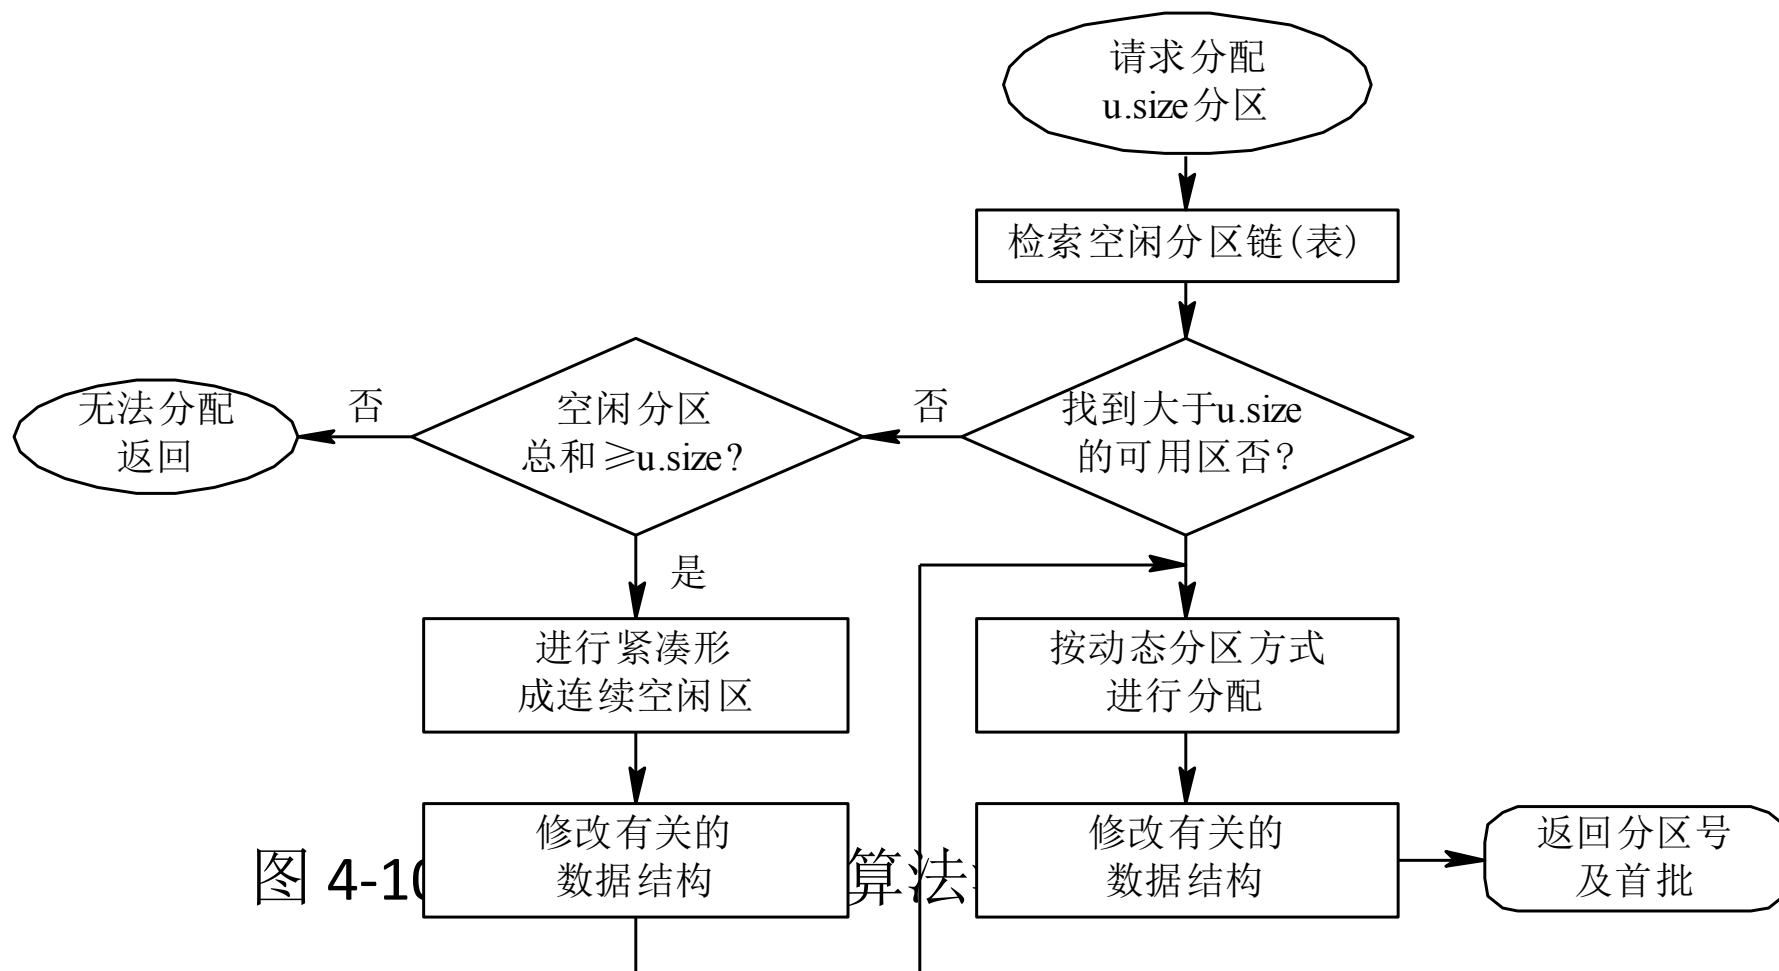 请求分配
u.size分区
检索空闲分区链(表)
找到大于u.size
的可用区否?
否
空闲分区
总和≥u.size?
否
无法分配
返回
是
进行紧凑形
成连续空闲区
修改有关的
数据结构
按动态分区方式
进行分配
修改有关的
数据结构
返回分区号
及首批
图 4-10
算法